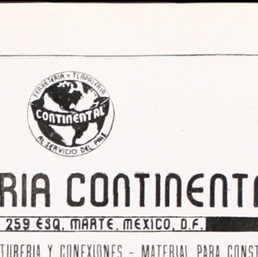 FERRETERIA Y TLAPALERIA
CONTINENTAL
AL SERVICIO DEL PAIS
RIA CONTINENTA
259 ESQ. MARTE, MEXICO, D.F.
TUBERIA Y CONEXIONES - MATERIAL PARA CONST